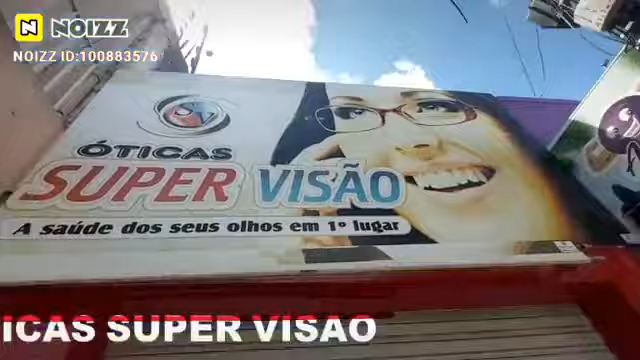 N NOIZZ
NOIZZ ID:100883576
ÓTICAS
SUPER VISÃO
A saúde dos seus olhos em 1º lugar
ICAS SUPER VISAO